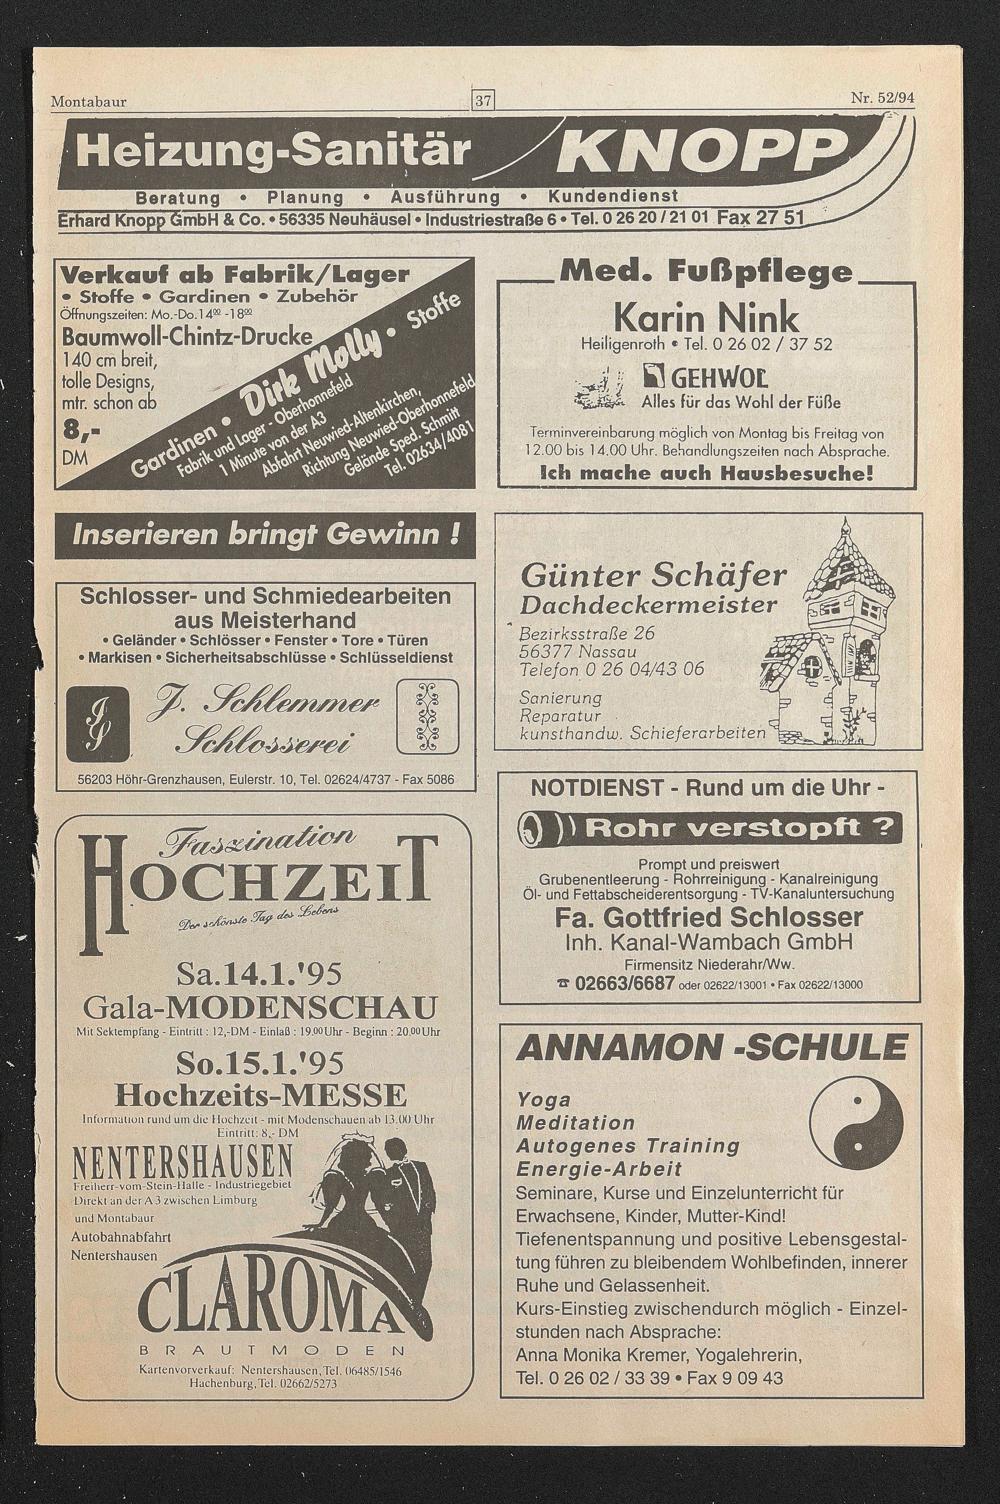 Montabaur
37
Nr. 52/94
Heizung-Sanitär KNOPP
Beratung • Planung • Ausführung • Kundendienst
Erhard Knopp GmbH & Co. • 56335 Neuhäusel • Industriestraße 6 • Tel. 0 26 20 / 21 01 Fax 27 51
Verkauf ab Fabrik/Lager
• Stoffe • Gardinen • Zubehör
Öffnungszeiten: Mo.-Do. 14⁰⁰ -18⁰⁰
Baumwoll-Chintz-Drucke
140 cm breit,
tolle Designs,
mtr. schon ab
8,-
DM
Gardinen • Dirk Molly • Stoffe
Fabrik und Lager - Oberhonnefeld
1 Minute von der A3
Abfahrt Neuwied-Altenkirchen,
Richtung Neuwied-Oberhonnefeld
Gelände Sped. Schmitt
Tel. 02634/4081
Med. Fußpflege
Karin Nink
Heiligenroth • Tel. 0 26 02 / 37 52
GEHWOL
Alles für das Wohl der Füße
Terminvereinbarung möglich von Montag bis Freitag von
12.00 bis 14.00 Uhr. Behandlungszeiten nach Absprache.
Ich mache auch Hausbesuche!
Inserieren bringt Gewinn !
Schlosser- und Schmiedearbeiten
aus Meisterhand
• Geländer • Schlösser • Fenster • Tore • Türen
• Markisen • Sicherheitsabschlüsse • Schlüsseldienst
JS
J. Schlemmer
Schlosserei
56203 Höhr-Grenzhausen, Eulerstr. 10, Tel. 02624/4737 - Fax 5086
Günter Schäfer
Dachdeckermeister
Bezirksstraße 26
56377 Nassau
Telefon 0 26 04/43 06
Sanierung
Reparatur
kunsthandw. Schieferarbeiten
Faszination
HOCHZEIT
Der schönste Tag des Lebens
Sa.14.1.'95
Gala-MODENSCHAU
Mit Sektempfang - Eintritt : 12,-DM - Einlaß : 19.00 Uhr - Beginn : 20.00 Uhr
So.15.1.'95
Hochzeits-MESSE
Information rund um die Hochzeit - mit Modenschauen ab 13.00 Uhr
Eintritt: 8,- DM
NENTERSHAUSEN
Freiherr-vom-Stein-Halle - Industriegebiet
Direkt an der A 3 zwischen Limburg
und Montabaur
Autobahnabfahrt
Nentershausen
CLAROMA
BRAUTMODEN
Kartenvorverkauf: Nentershausen, Tel. 06485/1546
Hachenburg, Tel. 02662/5273
NOTDIENST - Rund um die Uhr -
Rohr verstopft ?
Prompt und preiswert
Grubenentleerung - Rohrreinigung - Kanalreinigung
Öl- und Fettabscheiderentsorgung - TV-Kanaluntersuchung
Fa. Gottfried Schlosser
Inh. Kanal-Wambach GmbH
Firmensitz Niederahr/Ww.
☎ 02663/6687 oder 02622/13001 • Fax 02622/13000
ANNAMON -SCHULE
Yoga
Meditation
Autogenes Training
Energie-Arbeit
Seminare, Kurse und Einzelunterricht für
Erwachsene, Kinder, Mutter-Kind!
Tiefenentspannung und positive Lebensgestal-
tung führen zu bleibendem Wohlbefinden, innerer
Ruhe und Gelassenheit.
Kurs-Einstieg zwischendurch möglich - Einzel-
stunden nach Absprache:
Anna Monika Kremer, Yogalehrerin,
Tel. 0 26 02 / 33 39 • Fax 9 09 43